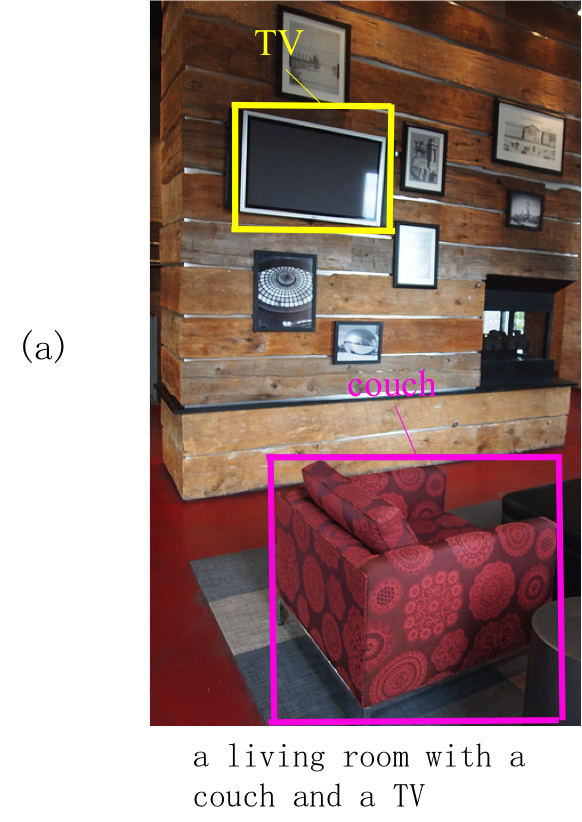 TV
(a)
couch
a living room with a
couch and a TV